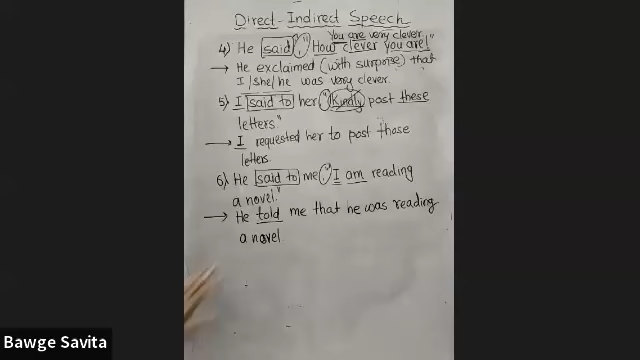 Direct-Indirect Speech
You are very clever.
4) He said, "How clever you are!"
→ He exclaimed (with surprise) that
I/she/he was very clever.
5) I said to her, "Kindly post these
letters."
→ I requested her to post those
letters.
6) He said to me, "I am reading
a novel."
→ He told me that he was reading
a novel.
Bawge Savita